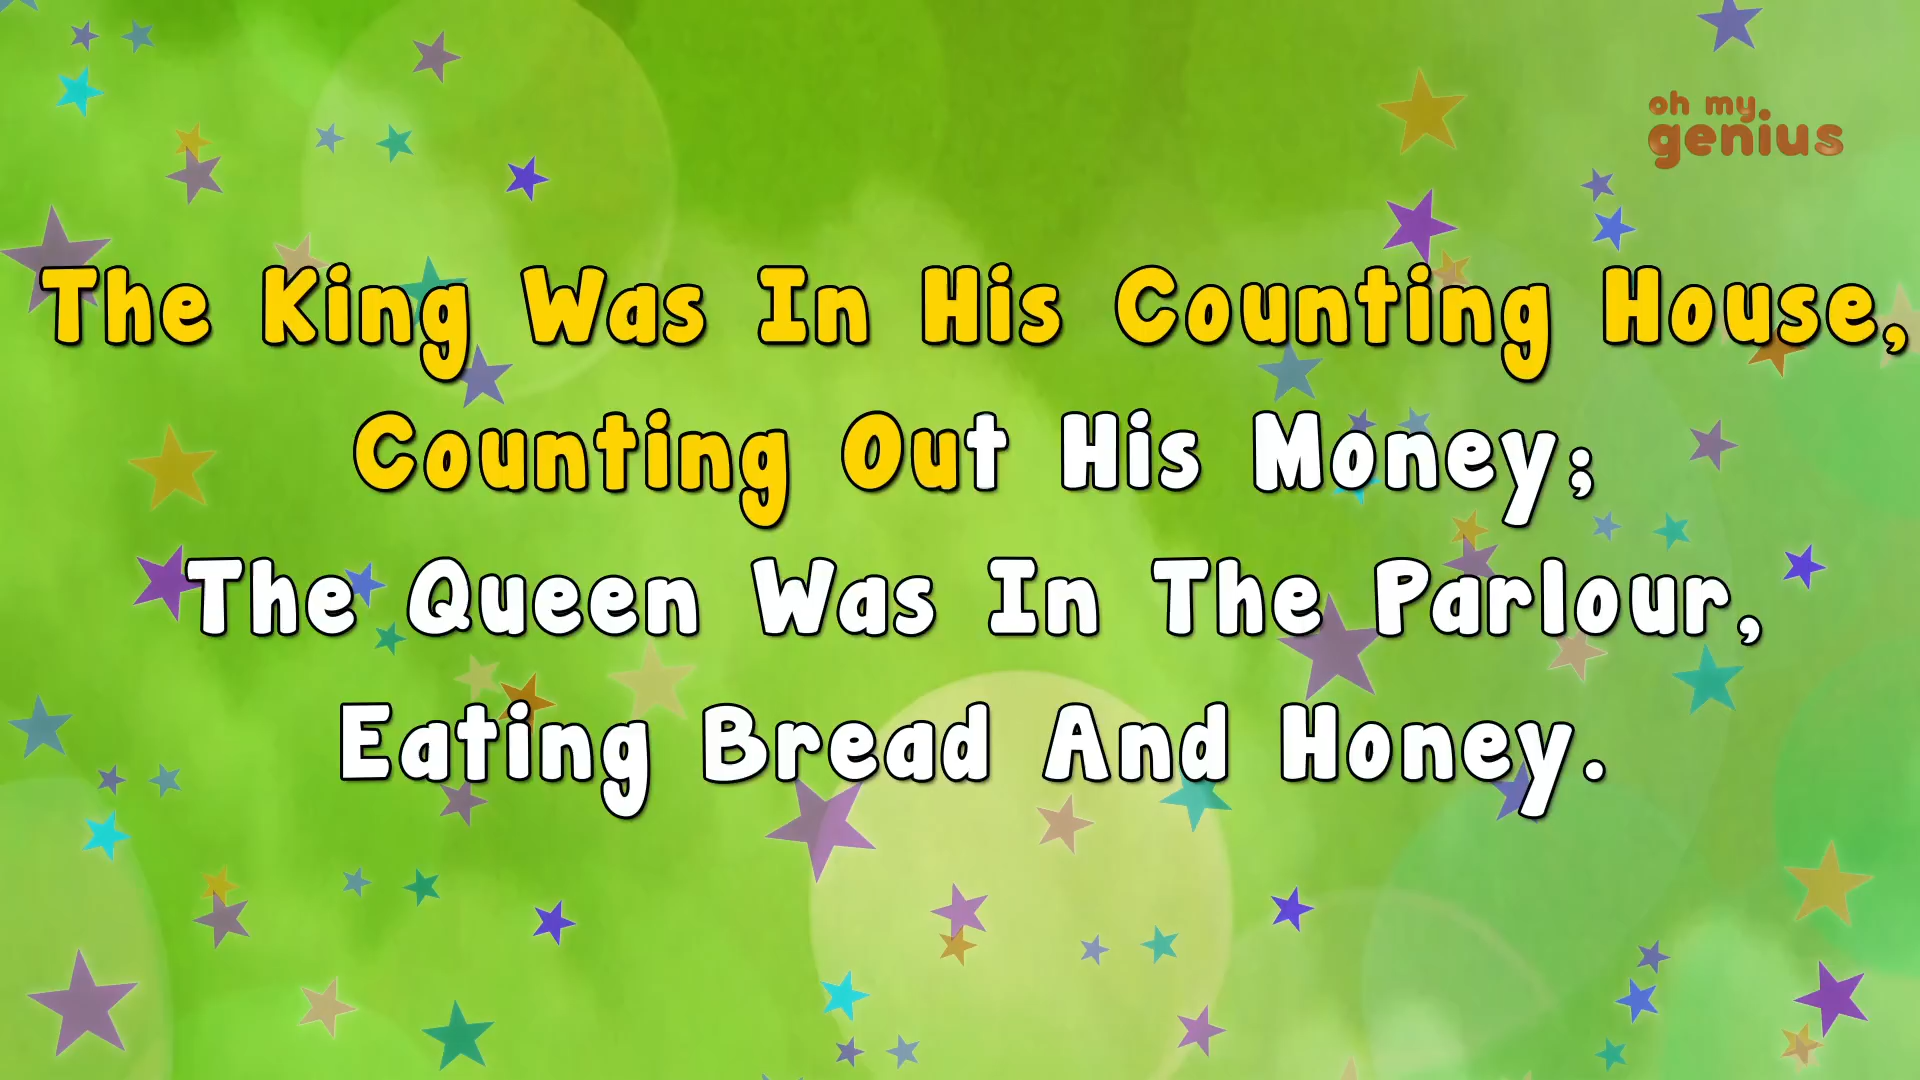 oh my
genius
The King Was In His Counting House,
Counting Out His Money;
The Queen Was In The Parlour,
Eating Bread And Honey.